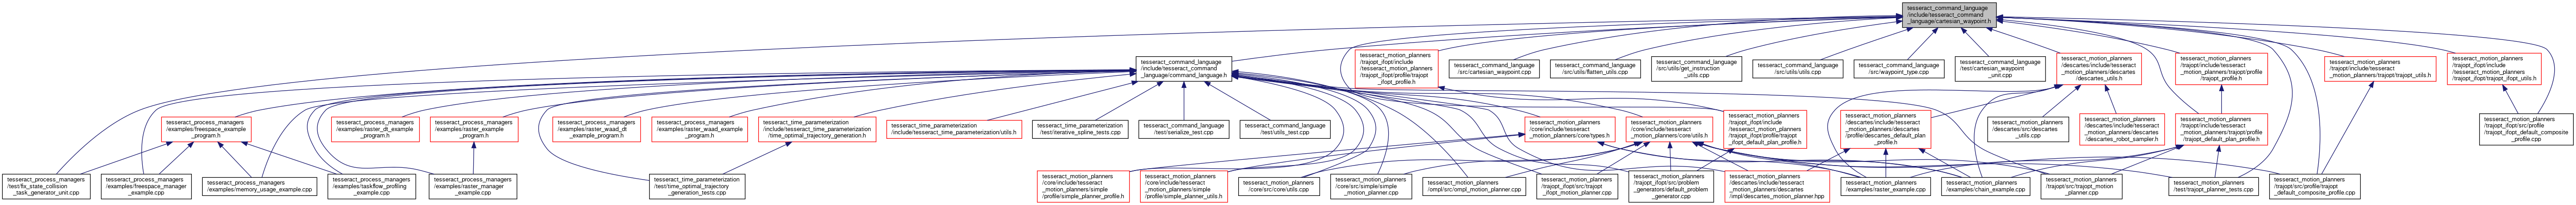 tesseract_command_language
/include/tesseract_command
_language/cartesian_waypoint.h
tesseract_command_language
/include/tesseract_command
_language/command_language.h
tesseract_motion_planners
/trajopt_ifopt/include
/tesseract_motion_planners
/trajopt_ifopt/profile/trajopt
_ifopt_profile.h
tesseract_command_language
/src/cartesian_waypoint.cpp
tesseract_command_language
/src/utils/flatten_utils.cpp
tesseract_command_language
/src/utils/get_instruction
_utils.cpp
tesseract_command_language
/src/utils/utils.cpp
tesseract_command_language
/src/waypoint_type.cpp
tesseract_command_language
/test/cartesian_waypoint
_unit.cpp
tesseract_motion_planners
/descartes/include/tesseract
_motion_planners/descartes
/descartes_utils.h
tesseract_motion_planners
/trajopt/include/tesseract
_motion_planners/trajopt/profile
/trajopt_profile.h
tesseract_motion_planners
/trajopt/include/tesseract
_motion_planners/trajopt/trajopt_utils.h
tesseract_motion_planners
/trajopt_ifopt/include
/tesseract_motion_planners
/trajopt_ifopt/trajopt_ifopt_utils.h
tesseract_process_managers
/examples/freespace_example
_program.h
tesseract_process_managers
/examples/raster_dt_example
_program.h
tesseract_process_managers
/examples/raster_example
_program.h
tesseract_process_managers
/examples/raster_waad_dt
_example_program.h
tesseract_process_managers
/examples/raster_waad_example
_program.h
tesseract_time_parameterization
/include/tesseract_time_parameterization
/time_optimal_trajectory_generation.h
tesseract_time_parameterization
/include/tesseract_time_parameterization/utils.h
tesseract_time_parameterization
/test/iterative_spline_tests.cpp
tesseract_command_language
/test/serialize_test.cpp
tesseract_command_language
/test/utils_test.cpp
tesseract_motion_planners
/core/include/tesseract
_motion_planners/core/types.h
tesseract_motion_planners
/core/include/tesseract
_motion_planners/core/utils.h
tesseract_motion_planners
/trajopt_ifopt/include
/tesseract_motion_planners
/trajopt_ifopt/profile/trajopt
_ifopt_default_plan_profile.h
tesseract_motion_planners
/descartes/include/tesseract
_motion_planners/descartes
/profile/descartes_default_plan
_profile.h
tesseract_motion_planners
/descartes/src/descartes
_utils.cpp
tesseract_motion_planners
/descartes/include/tesseract
_motion_planners/descartes
/descartes_robot_sampler.h
tesseract_motion_planners
/trajopt/include/tesseract
_motion_planners/trajopt/profile
/trajopt_default_plan_profile.h
tesseract_motion_planners
/trajopt_ifopt/src/profile
/trajopt_ifopt_default_composite
_profile.cpp
tesseract_process_managers
/test/fix_state_collision
_task_generator_unit.cpp
tesseract_process_managers
/examples/freespace_manager
_example.cpp
tesseract_process_managers
/examples/memory_usage_example.cpp
tesseract_process_managers
/examples/taskflow_profiling
_example.cpp
tesseract_process_managers
/examples/raster_manager
_example.cpp
tesseract_time_parameterization
/test/time_optimal_trajectory
_generation_tests.cpp
tesseract_motion_planners
/core/include/tesseract
_motion_planners/simple
/profile/simple_planner_profile.h
tesseract_motion_planners
/core/include/tesseract
_motion_planners/simple
/profile/simple_planner_utils.h
tesseract_motion_planners
/core/src/core/utils.cpp
tesseract_motion_planners
/core/src/simple/simple
_motion_planner.cpp
tesseract_motion_planners
/ompl/src/ompl_motion_planner.cpp
tesseract_motion_planners
/trajopt_ifopt/src/trajopt
_ifopt_motion_planner.cpp
tesseract_motion_planners
/trajopt_ifopt/src/problem
_generators/default_problem
_generator.cpp
tesseract_motion_planners
/descartes/include/tesseract
_motion_planners/descartes
/impl/descartes_motion_planner.hpp
tesseract_motion_planners
/examples/raster_example.cpp
tesseract_motion_planners
/examples/chain_example.cpp
tesseract_motion_planners
/trajopt/src/trajopt_motion
_planner.cpp
tesseract_motion_planners
/test/trajopt_planner_tests.cpp
tesseract_motion_planners
/trajopt/src/profile/trajopt
_default_composite_profile.cpp